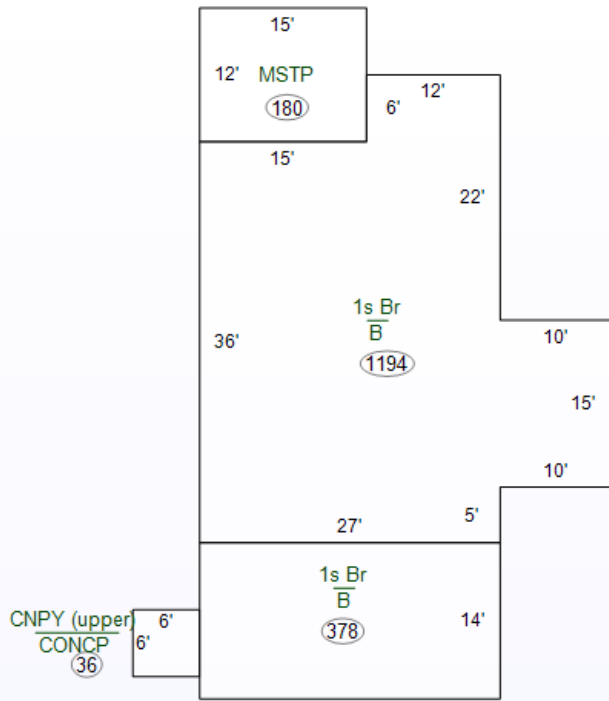 15'
12' MSTP
180
12'
6'
15'
22'
1s Br
B
1194
36'
10'
15'
10'
5'
27'
1s Br
B
378
14'
CNPY (upper)
CONCP
36
6'
6'